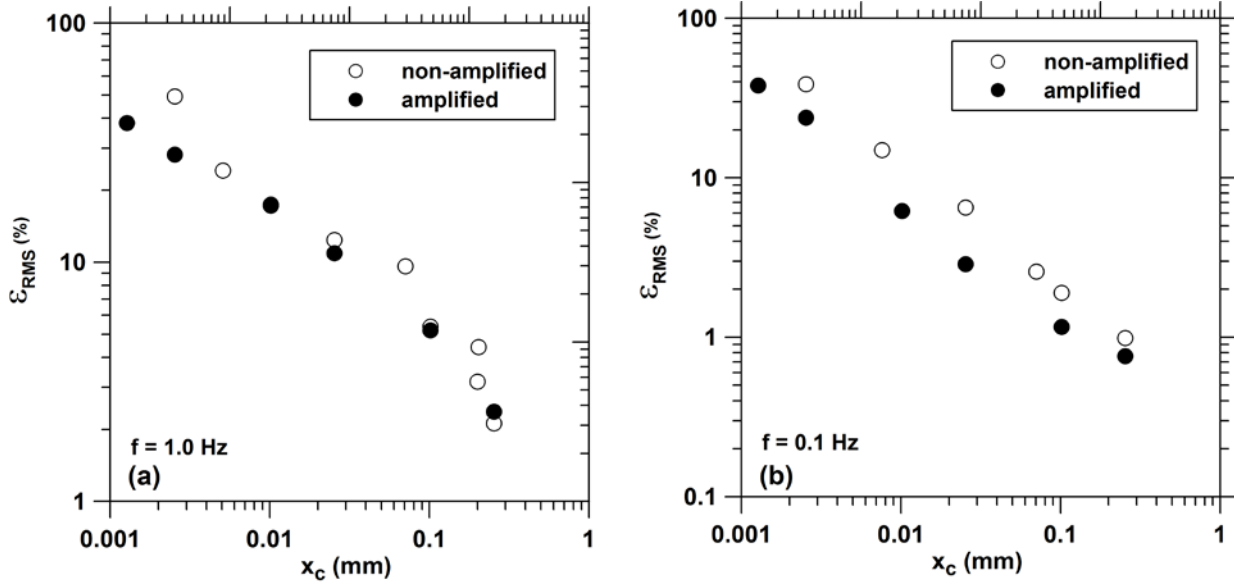 100
10
1
ε_RMS (%)
non-amplified
amplified
f = 1.0 Hz
(a)
0.001 0.01 0.1 1
x_c (mm)
100
10
1
0.1
ε_RMS (%)
non-amplified
amplified
f = 0.1 Hz
(b)
0.001 0.01 0.1 1
x_c (mm)